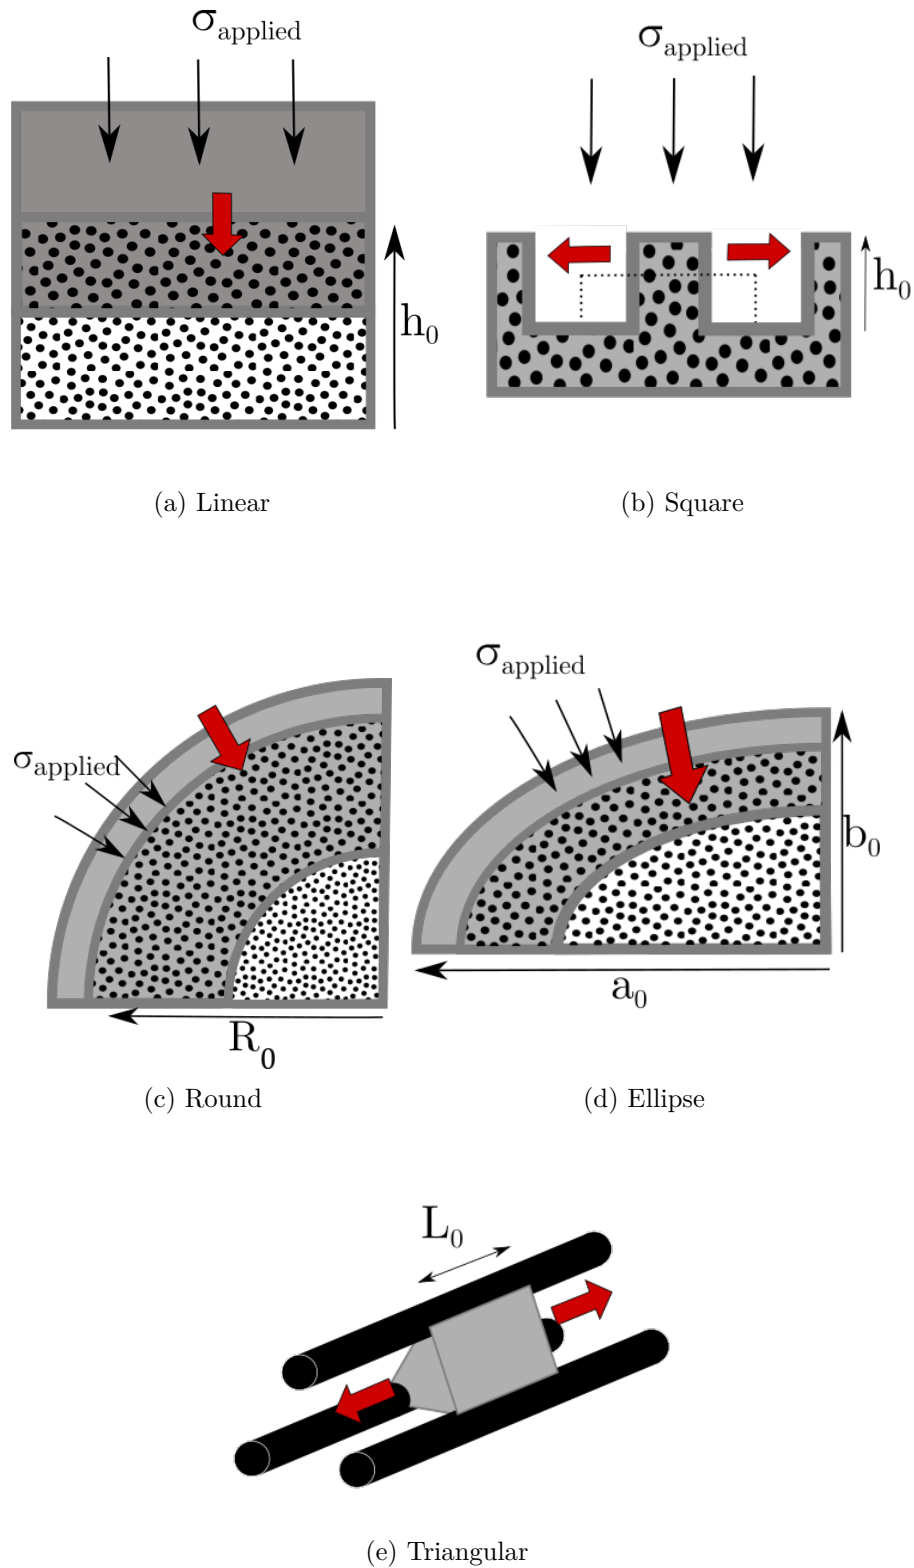 σapplied
h0
(a) Linear
σapplied
h0
(b) Square
σapplied
R0
(c) Round
σapplied
b0
a0
(d) Ellipse
L0
(e) Triangular